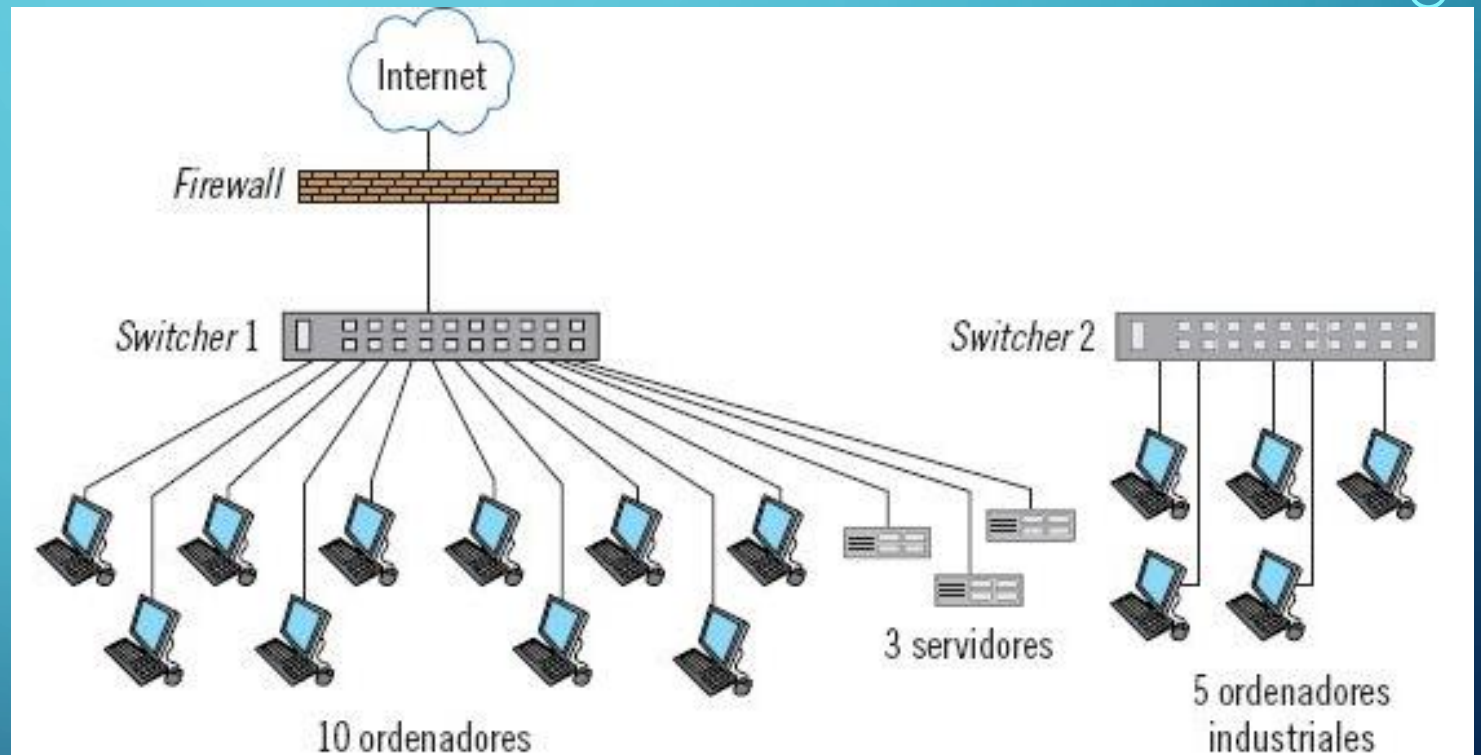 Internet
Firewall
Switcher 1
Switcher 2
3 servidores
10 ordenadores
5 ordenadores
industriales